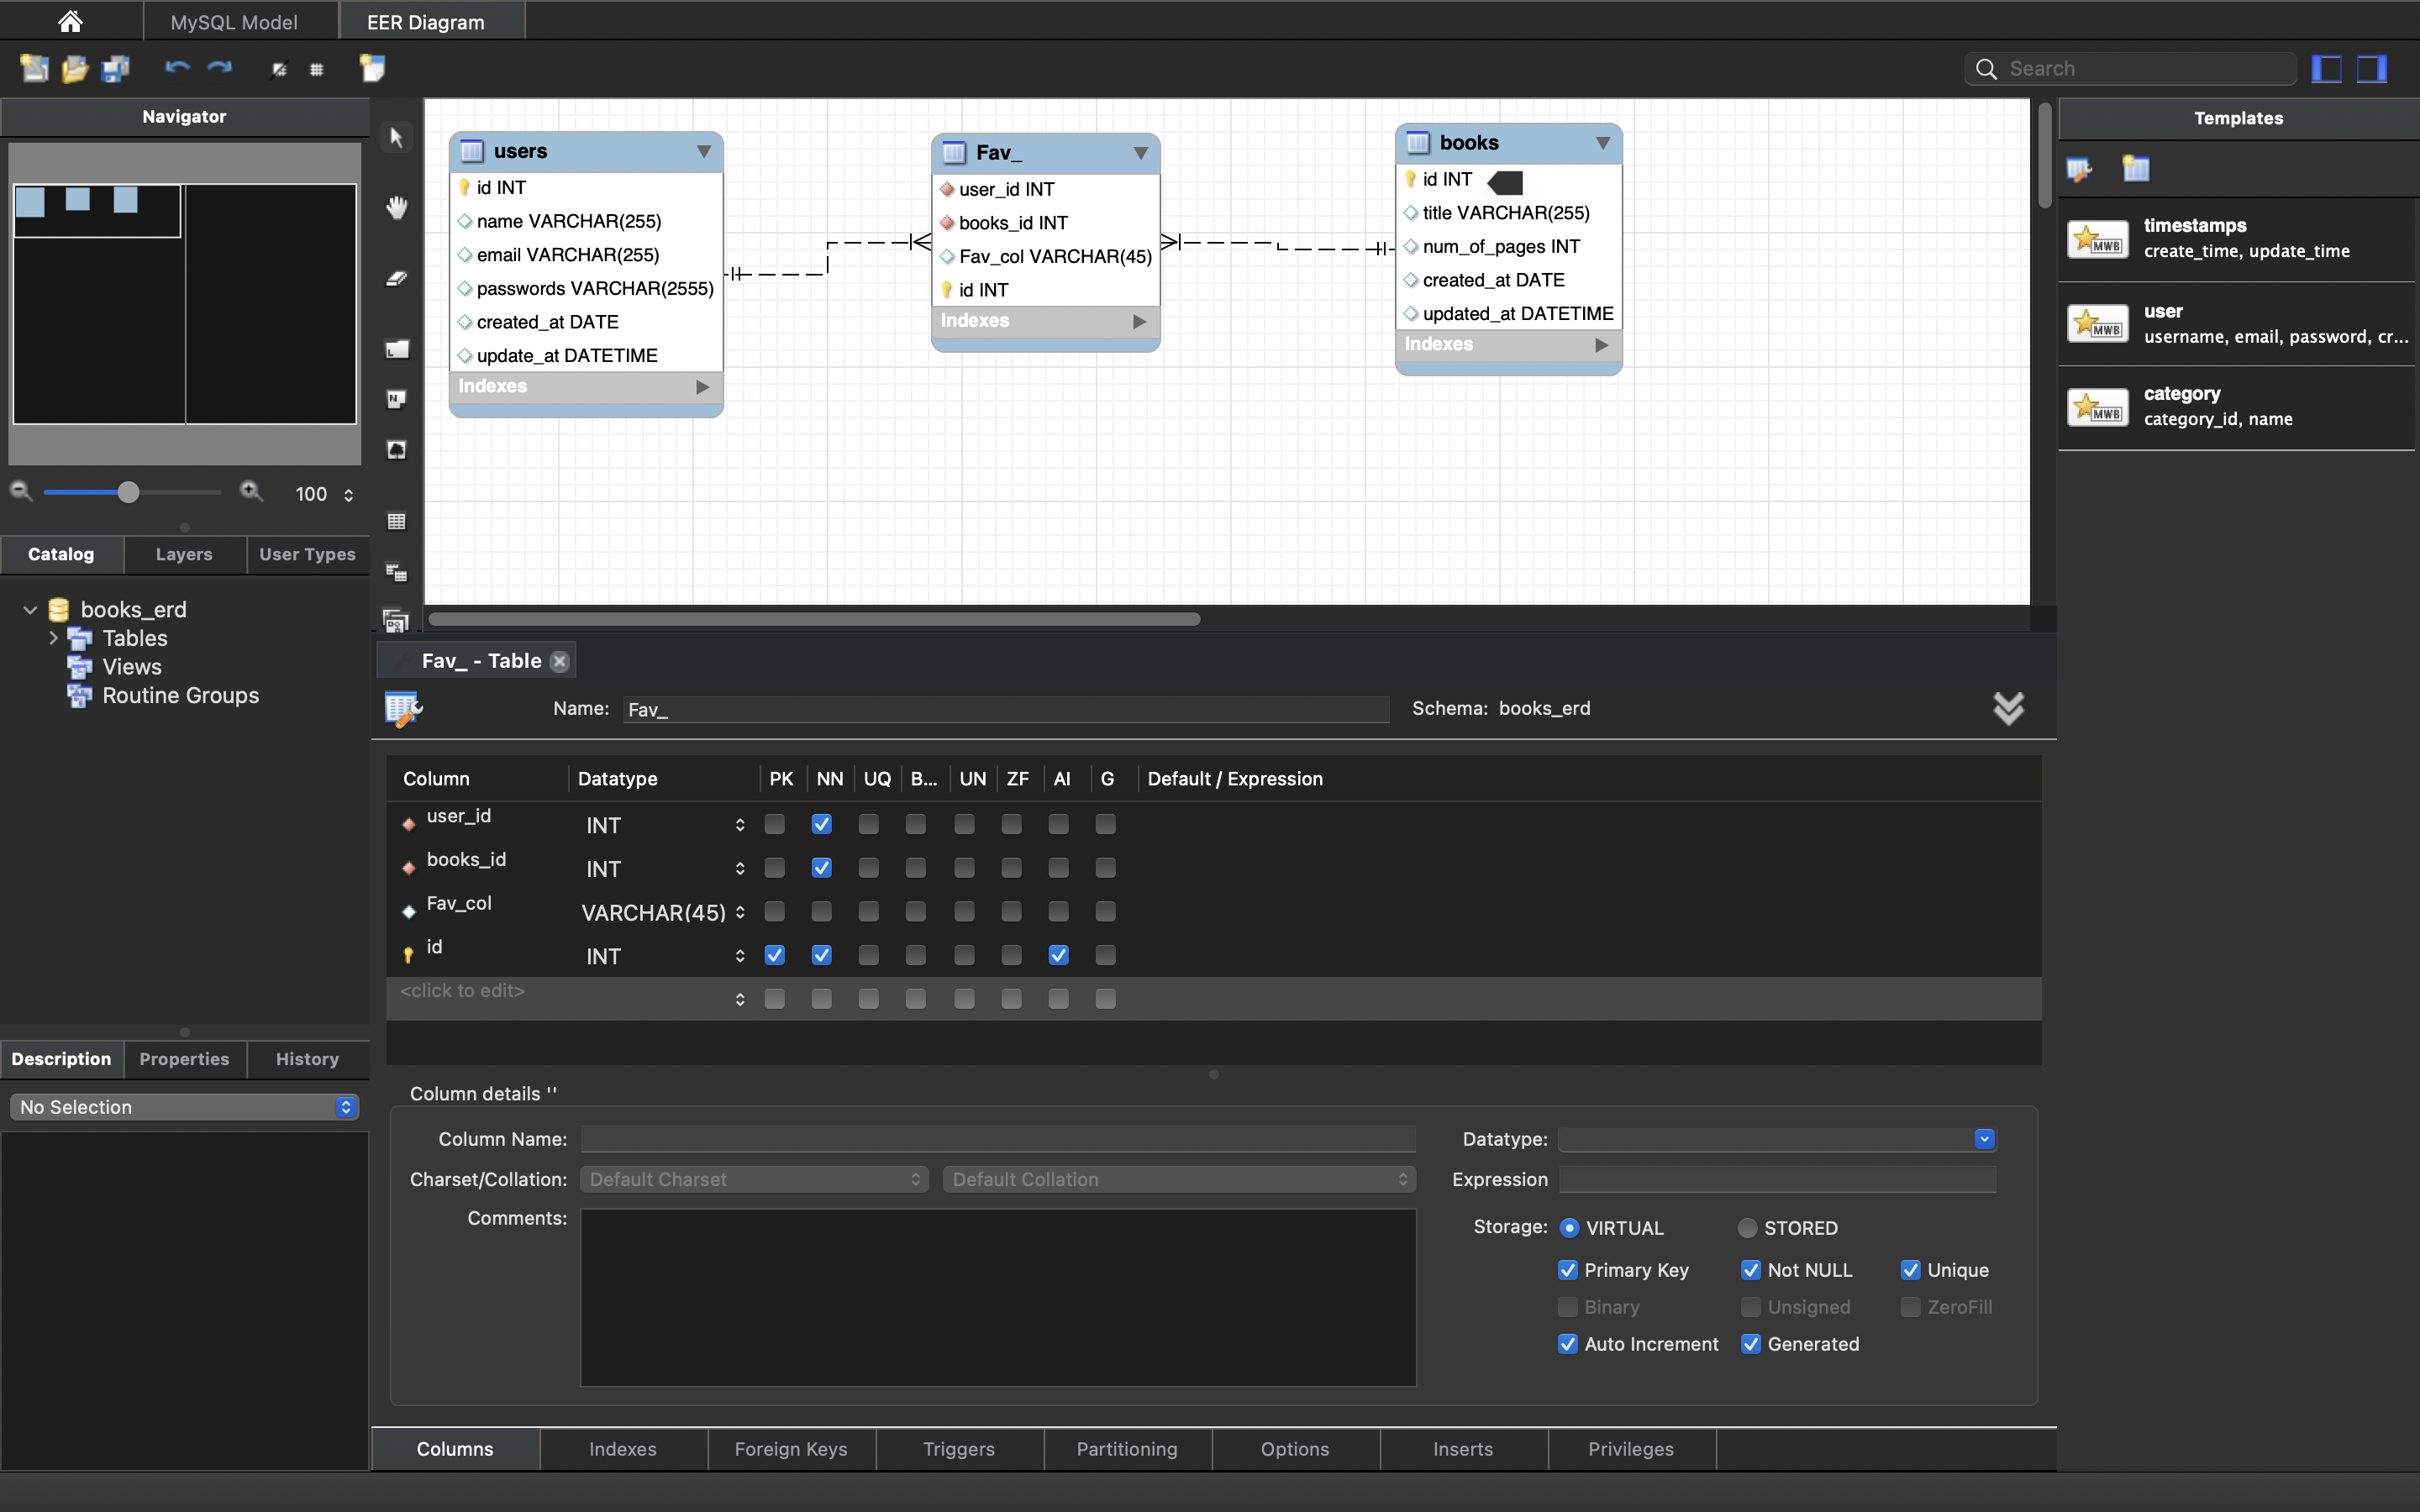 MySQL Model
EER Diagram
Search
Navigator
Templates
users
id INT
name VARCHAR(255)
email VARCHAR(255)
passwords VARCHAR(2555)
created_at DATE
update_at DATETIME
Indexes
Fav_
user_id INT
books_id INT
Fav_col VARCHAR(45)
id INT
Indexes
books
id INT
title VARCHAR(255)
num_of_pages INT
created_at DATE
updated_at DATETIME
Indexes
MWB
timestamps
create_time, update_time
MWB
user
username, email, password, cr...
MWB
category
category_id, name
100
Catalog
Layers
User Types
books_erd
Tables
Views
Routine Groups
Fav_ - Table
Name: Fav_
Schema: books_erd
Column Datatype PK NN UQ B... UN ZF AI G Default / Expression
user_id INT
books_id INT
Fav_col VARCHAR(45)
id INT
<click to edit>
Description
Properties
History
No Selection
Column details ''
Column Name:
Datatype:
Charset/Collation: Default Charset Default Collation
Expression
Comments:
Storage: VIRTUAL STORED
Primary Key Not NULL Unique
Binary Unsigned ZeroFill
Auto Increment Generated
Columns
Indexes
Foreign Keys
Triggers
Partitioning
Options
Inserts
Privileges